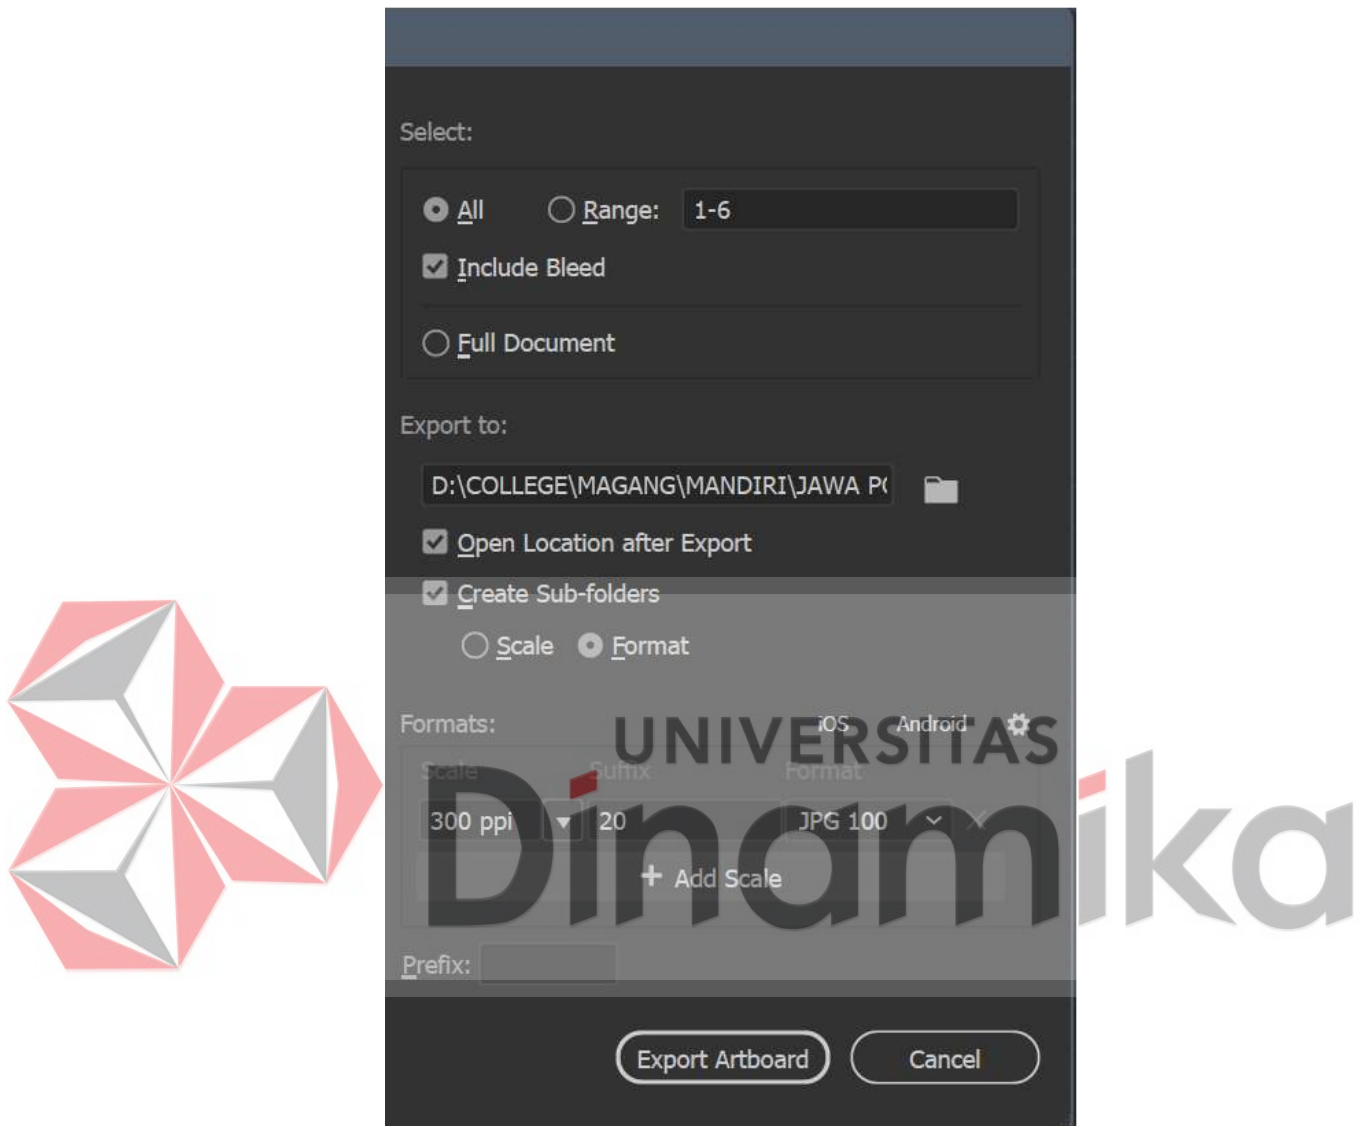 Select:
All Range: 1-6
Include Bleed
Full Document
Export to:
D:\COLLEGE\MAGANG\MANDIRI\JAWA P
Open Location after Export
Create Sub-folders
Scale Format
Formats: iOS Android
UNIVERSITAS
Scale Suffix Format
Dinamika
300 ppi 20 JPG 100
+ Add Scale
Prefix:
Export Artboard Cancel